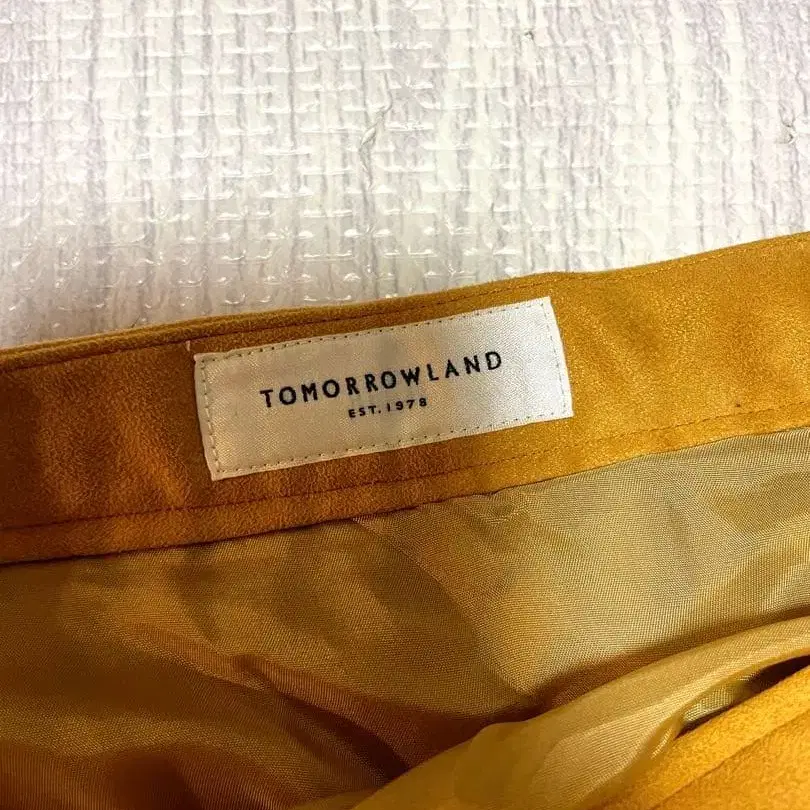 TOMORROWLAND
EST. 1978